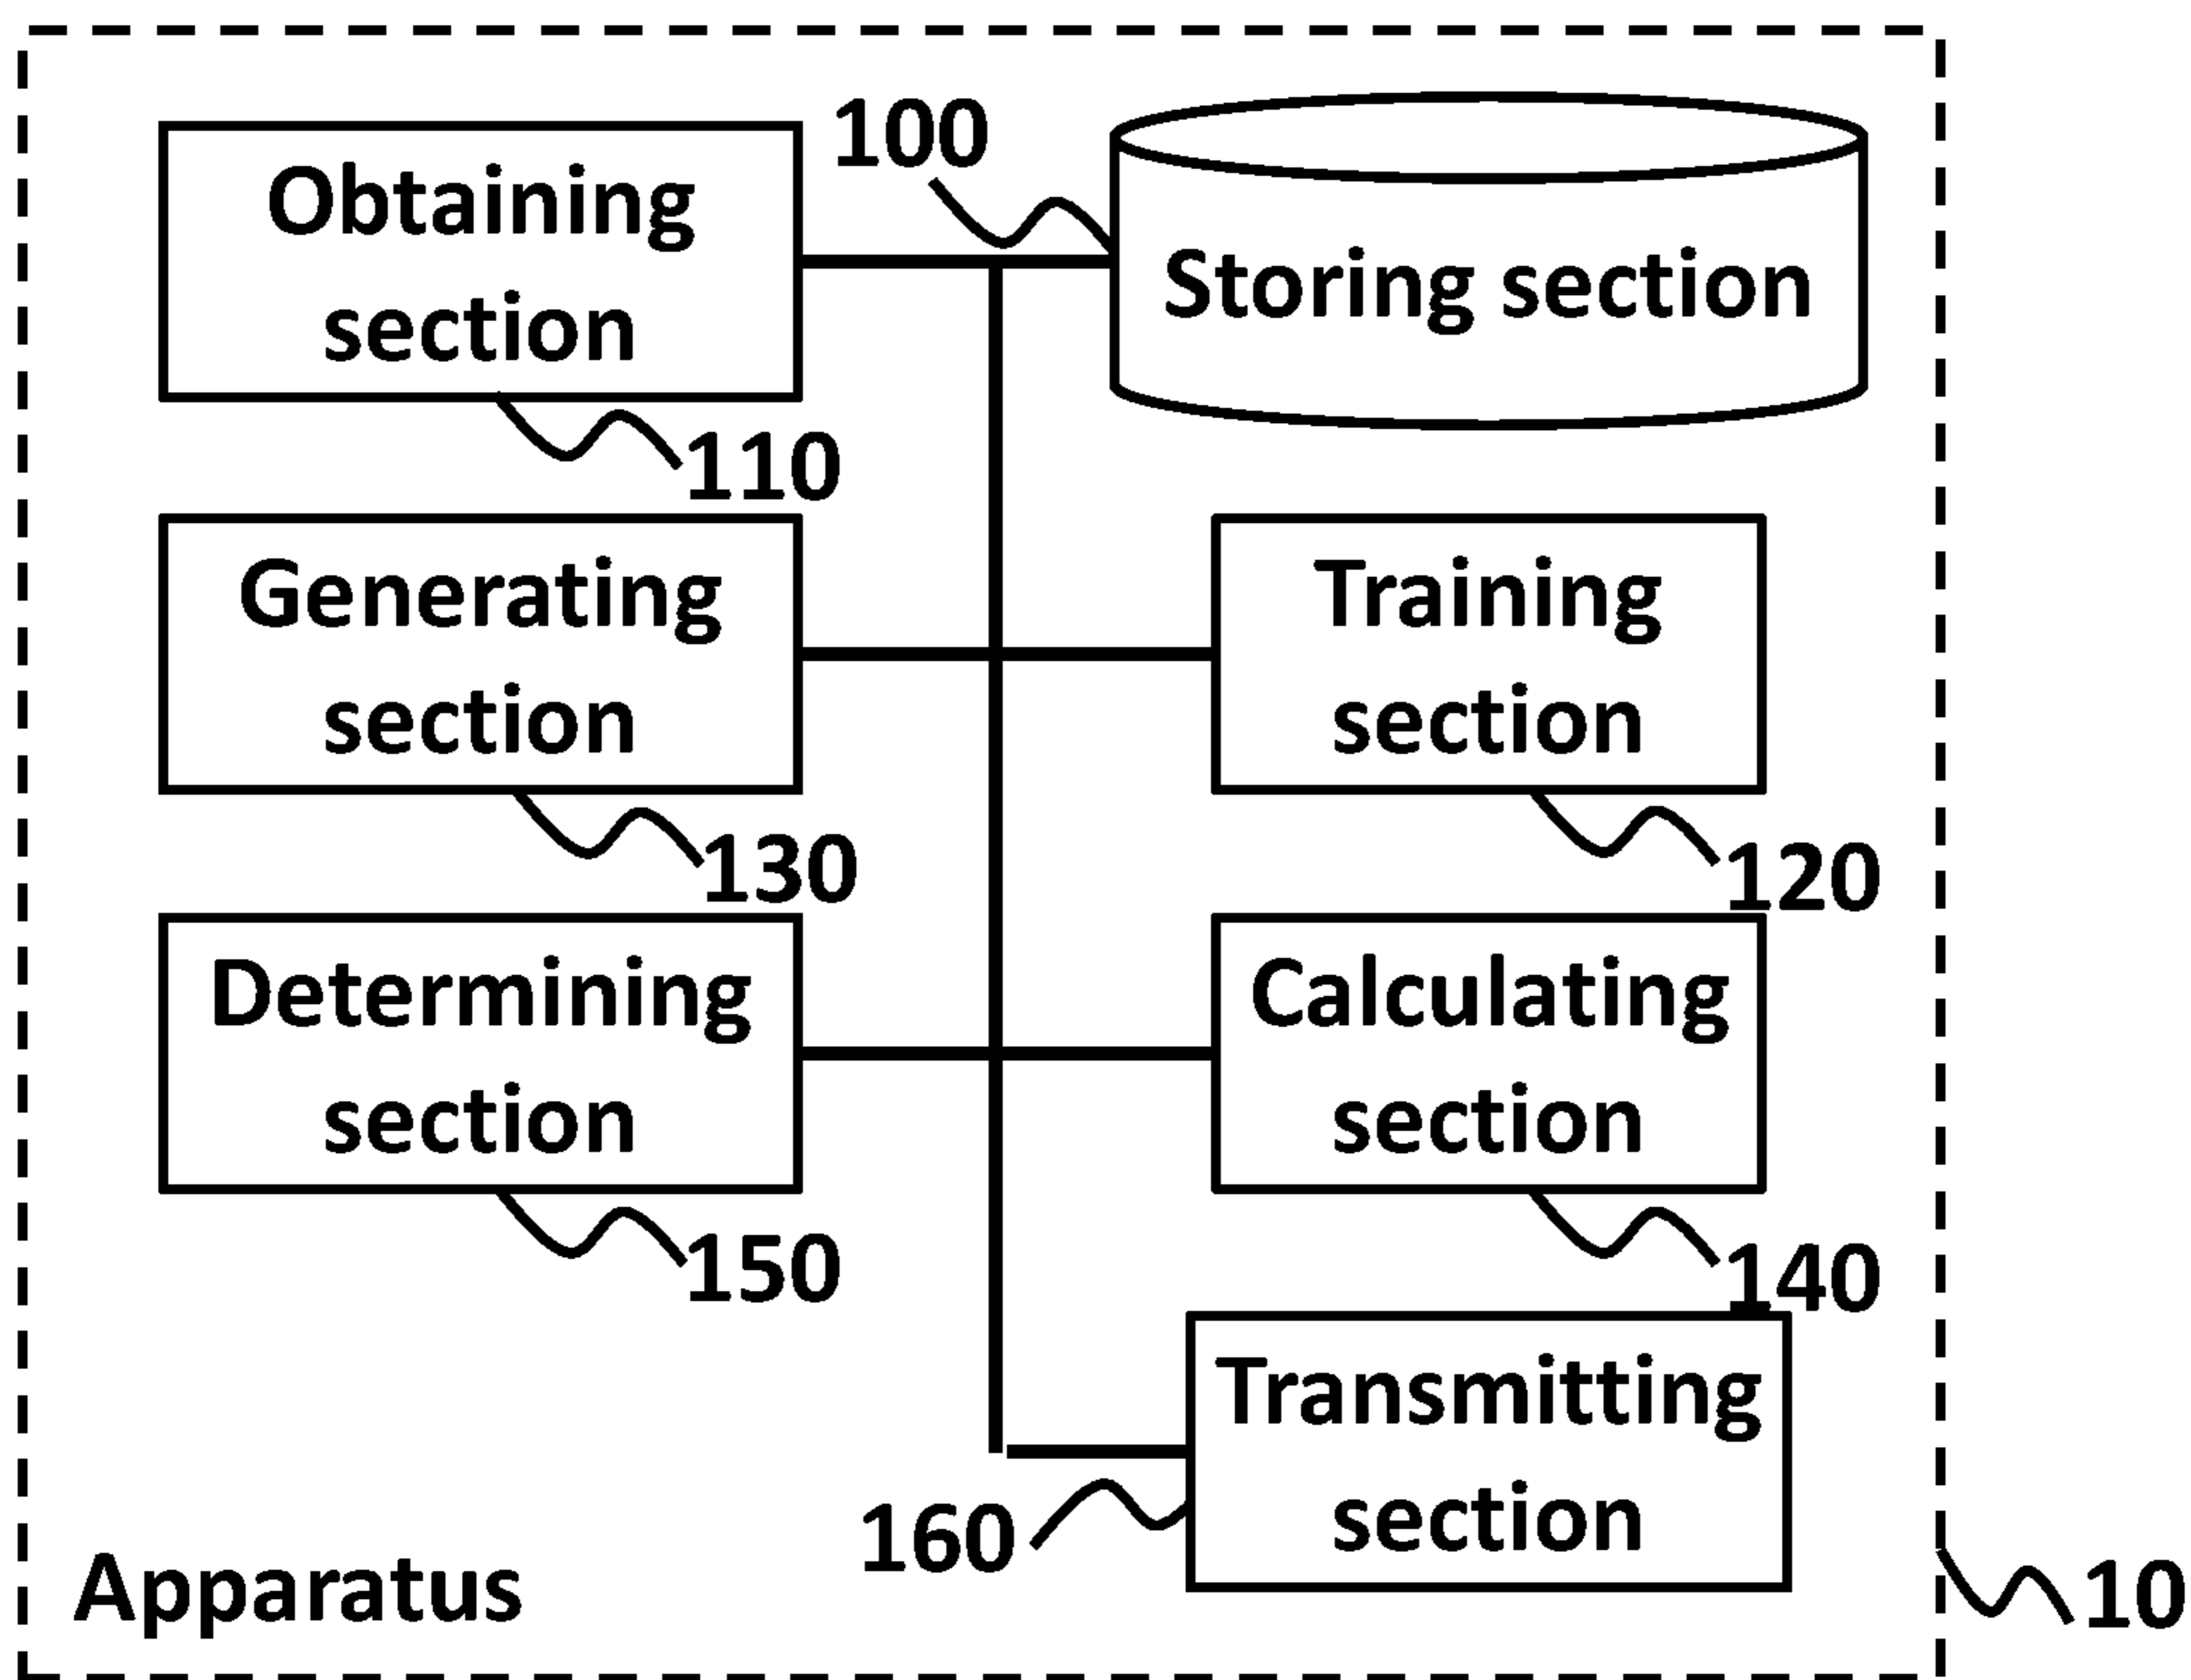 Obtaining
section
100
Storing section
110
Generating
section
Training
section
130
120
Determining
section
Calculating
section
150
140
Transmitting
section
160
Apparatus
10